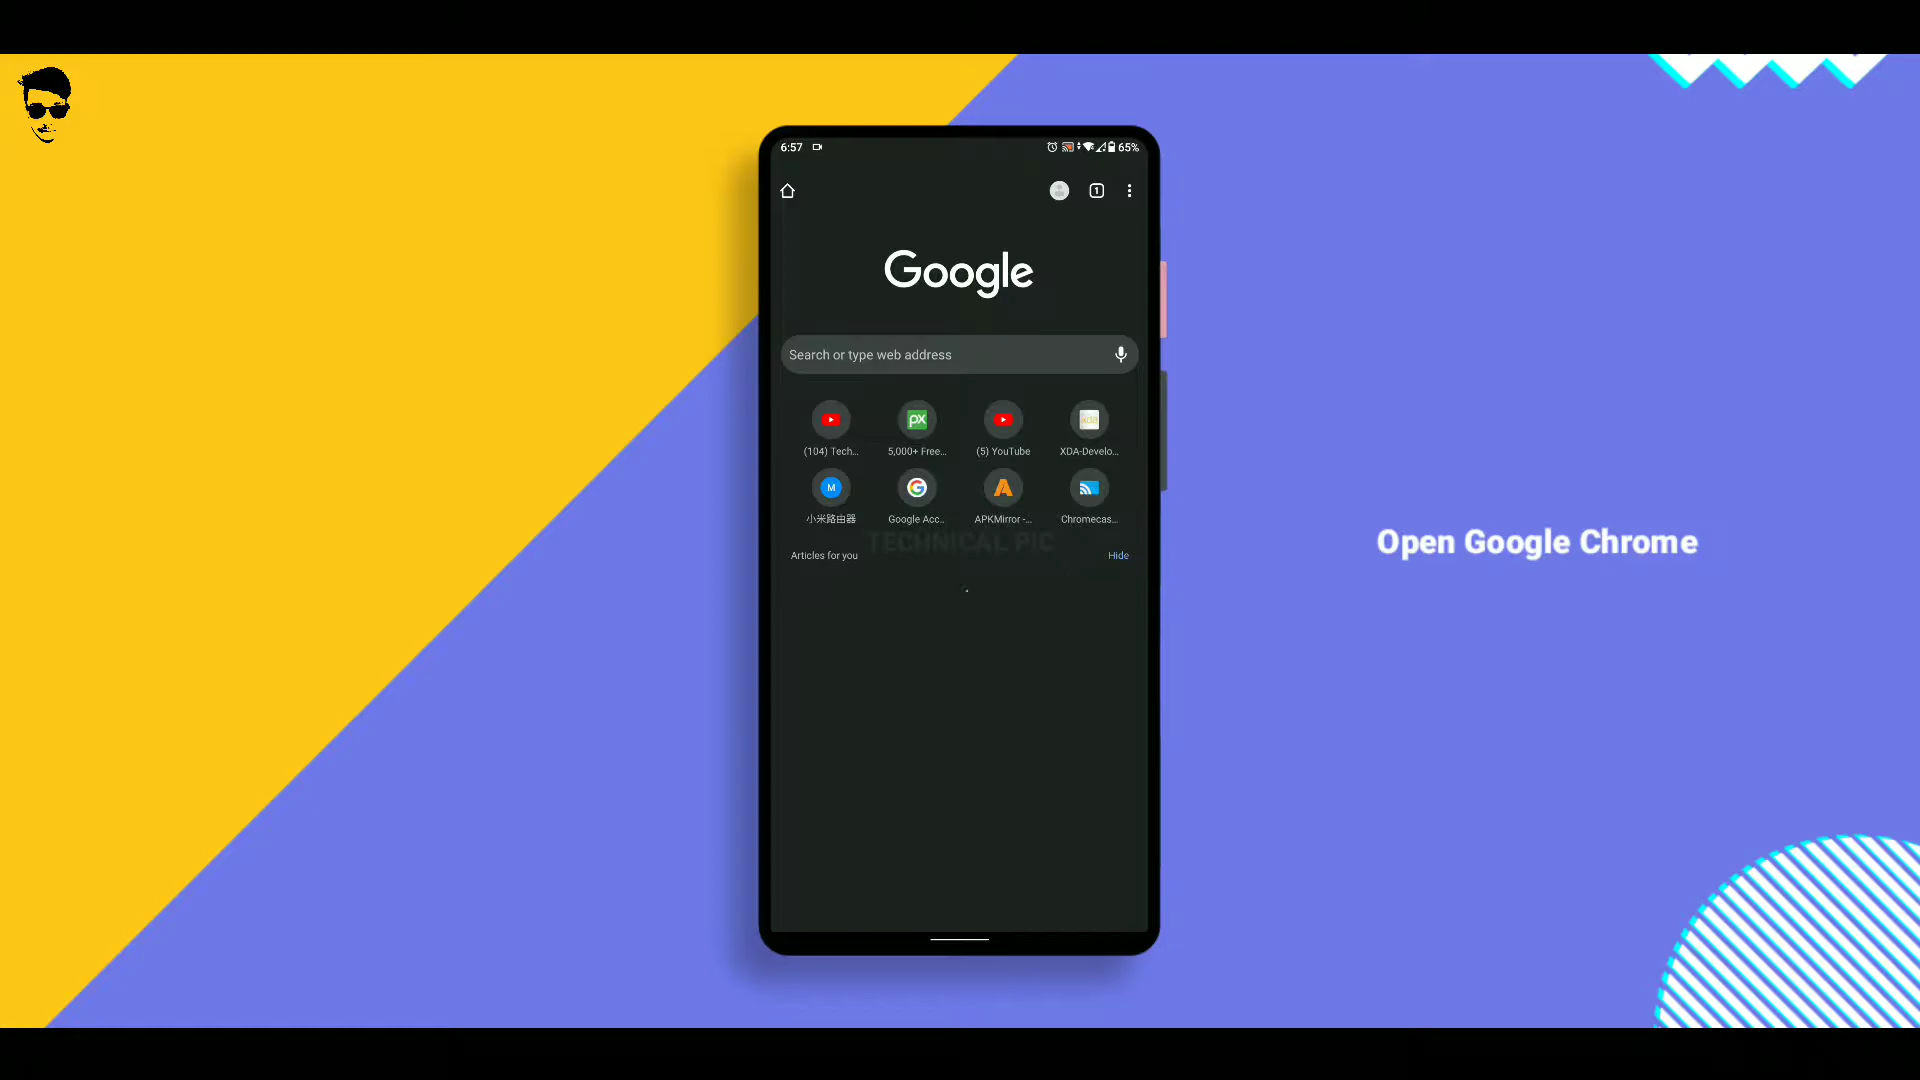 6:57
65%
1
Google
Search or type web address
(104) Tech...
5,000+ Free...
(5) YouTube
XDA-Develo...
小米路由器
Google Acc...
APKMirror -...
Chromecas...
TECHNICAL PIC
Articles for you
Hide
Open Google Chrome